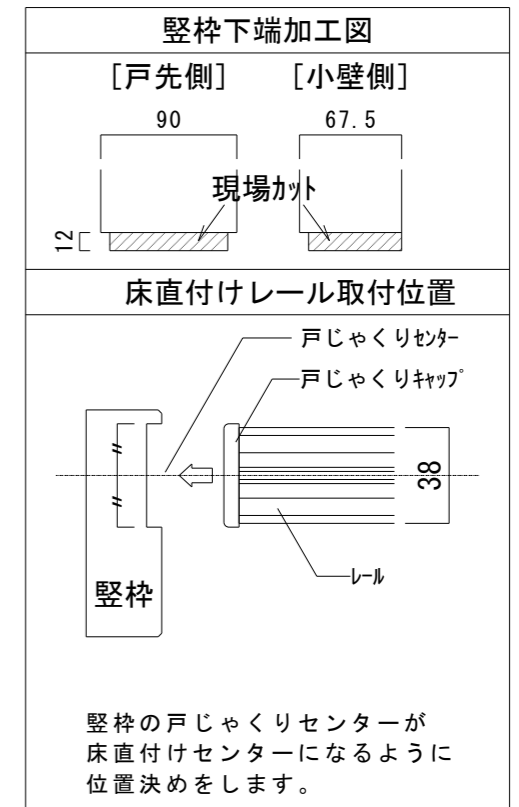 竪枠下端加工図
[戸先側] [小壁側]
90 67.5
現場ｶｯﾄ
12
床直付けレール取付位置
戸じゃくりｾﾝﾀｰ
戸じゃくりｷｬｯﾌﾟ
38
竪枠
ﾚｰﾙ
竪枠の戸じゃくりセンターが
床直付けセンターになるように
位置決めをします。